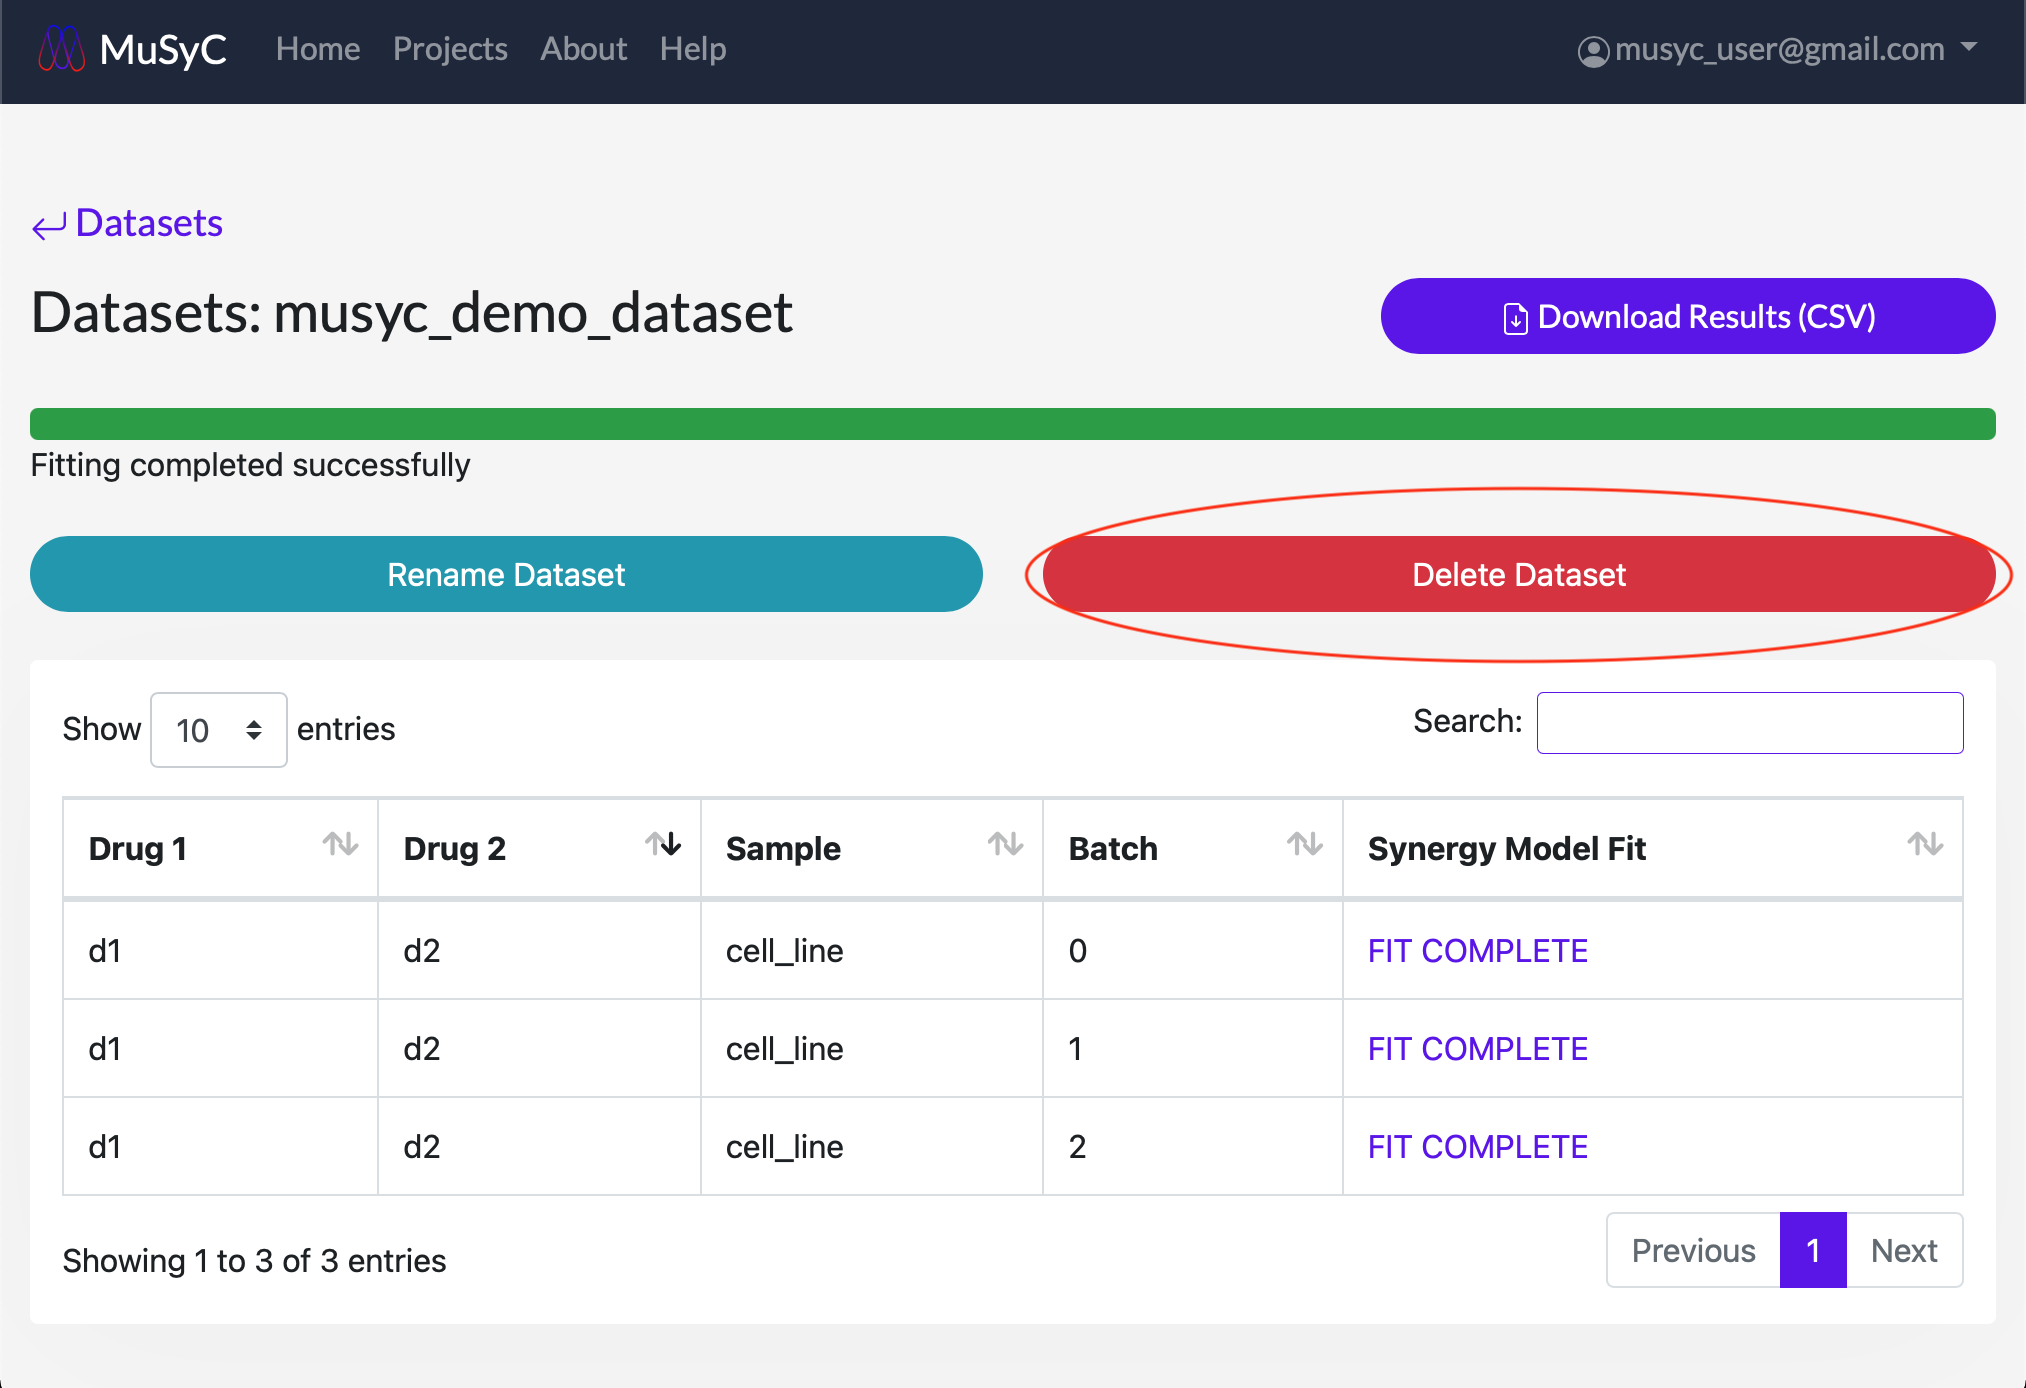 MuSyC Home Projects About Help musyc_user@gmail.com
Datasets
Datasets: musyc_demo_dataset
Download Results (CSV)
Fitting completed successfully
Rename Dataset
Delete Dataset
Show 10 entries
Search:
Drug 1 Drug 2 Sample Batch Synergy Model Fit
d1 d2 cell_line 0 FIT COMPLETE
d1 d2 cell_line 1 FIT COMPLETE
d1 d2 cell_line 2 FIT COMPLETE
Showing 1 to 3 of 3 entries
Previous 1 Next